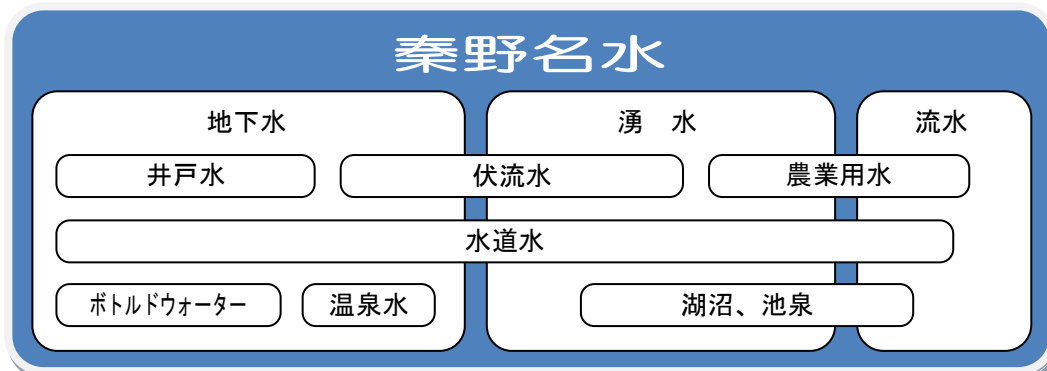 秦野名水
地下水 湧 水 流水
井戸水 伏流水 農業用水
水道水
ボトルドウォーター 温泉水 湖沼、池泉